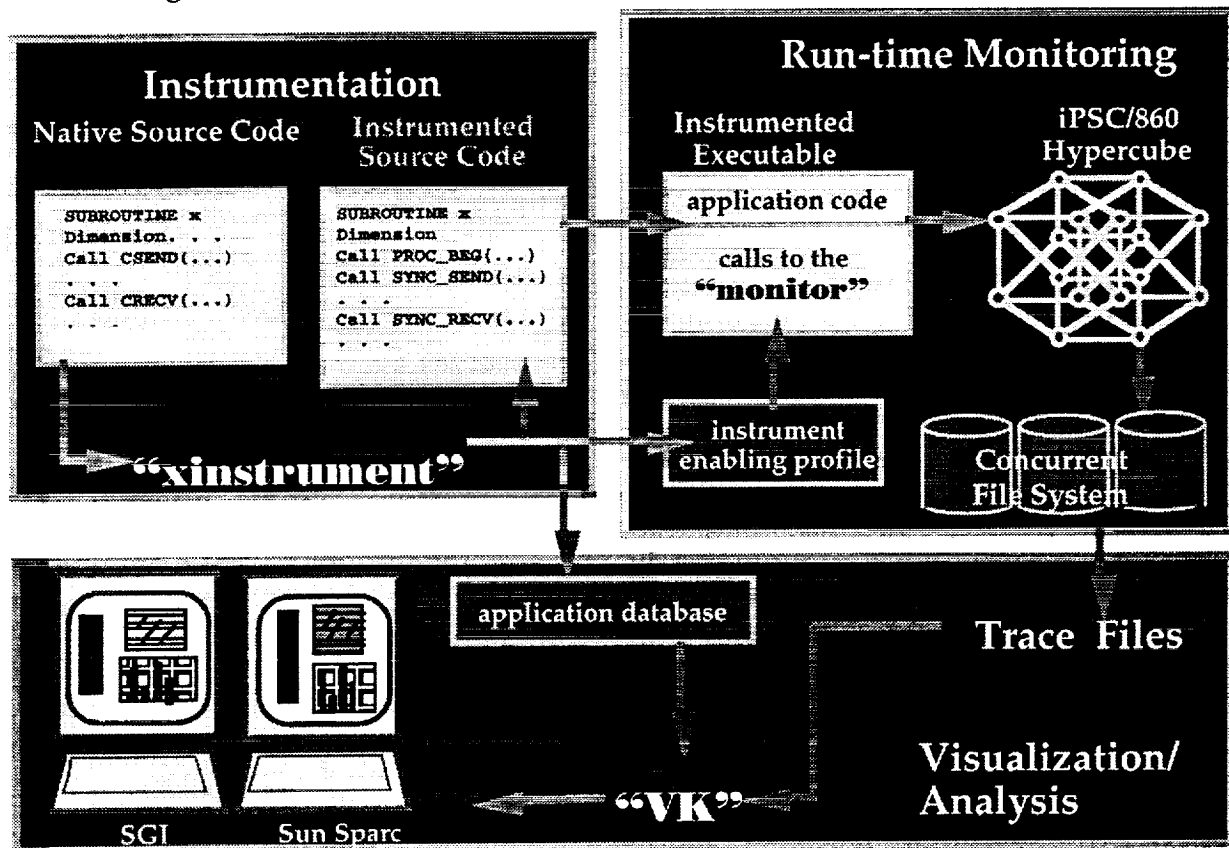 Instrumentation
Native Source Code
SUBROUTINE x
Dimension. . .
Call CSEND(...)
. . .
Call CRECV(...)
. . .
Instrumented
Source Code
SUBROUTINE x
Dimension
Call PROC_BEG(...)
Call SYNC_SEND(...)
. . .
Call SYNC_RECV(...)
. . .
“xinstrument”
Run-time Monitoring
Instrumented
Executable
application code
calls to the
“monitor”
iPSC/860
Hypercube
instrument
enabling profile
Concurrent
File System
application database
Trace Files
Visualization/
Analysis
“VK”
SGI
Sun Sparc